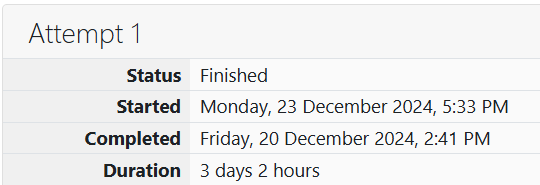 Attempt 1
Status Finished
Started Monday, 23 December 2024, 5:33 PM
Completed Friday, 20 December 2024, 2:41 PM
Duration 3 days 2 hours